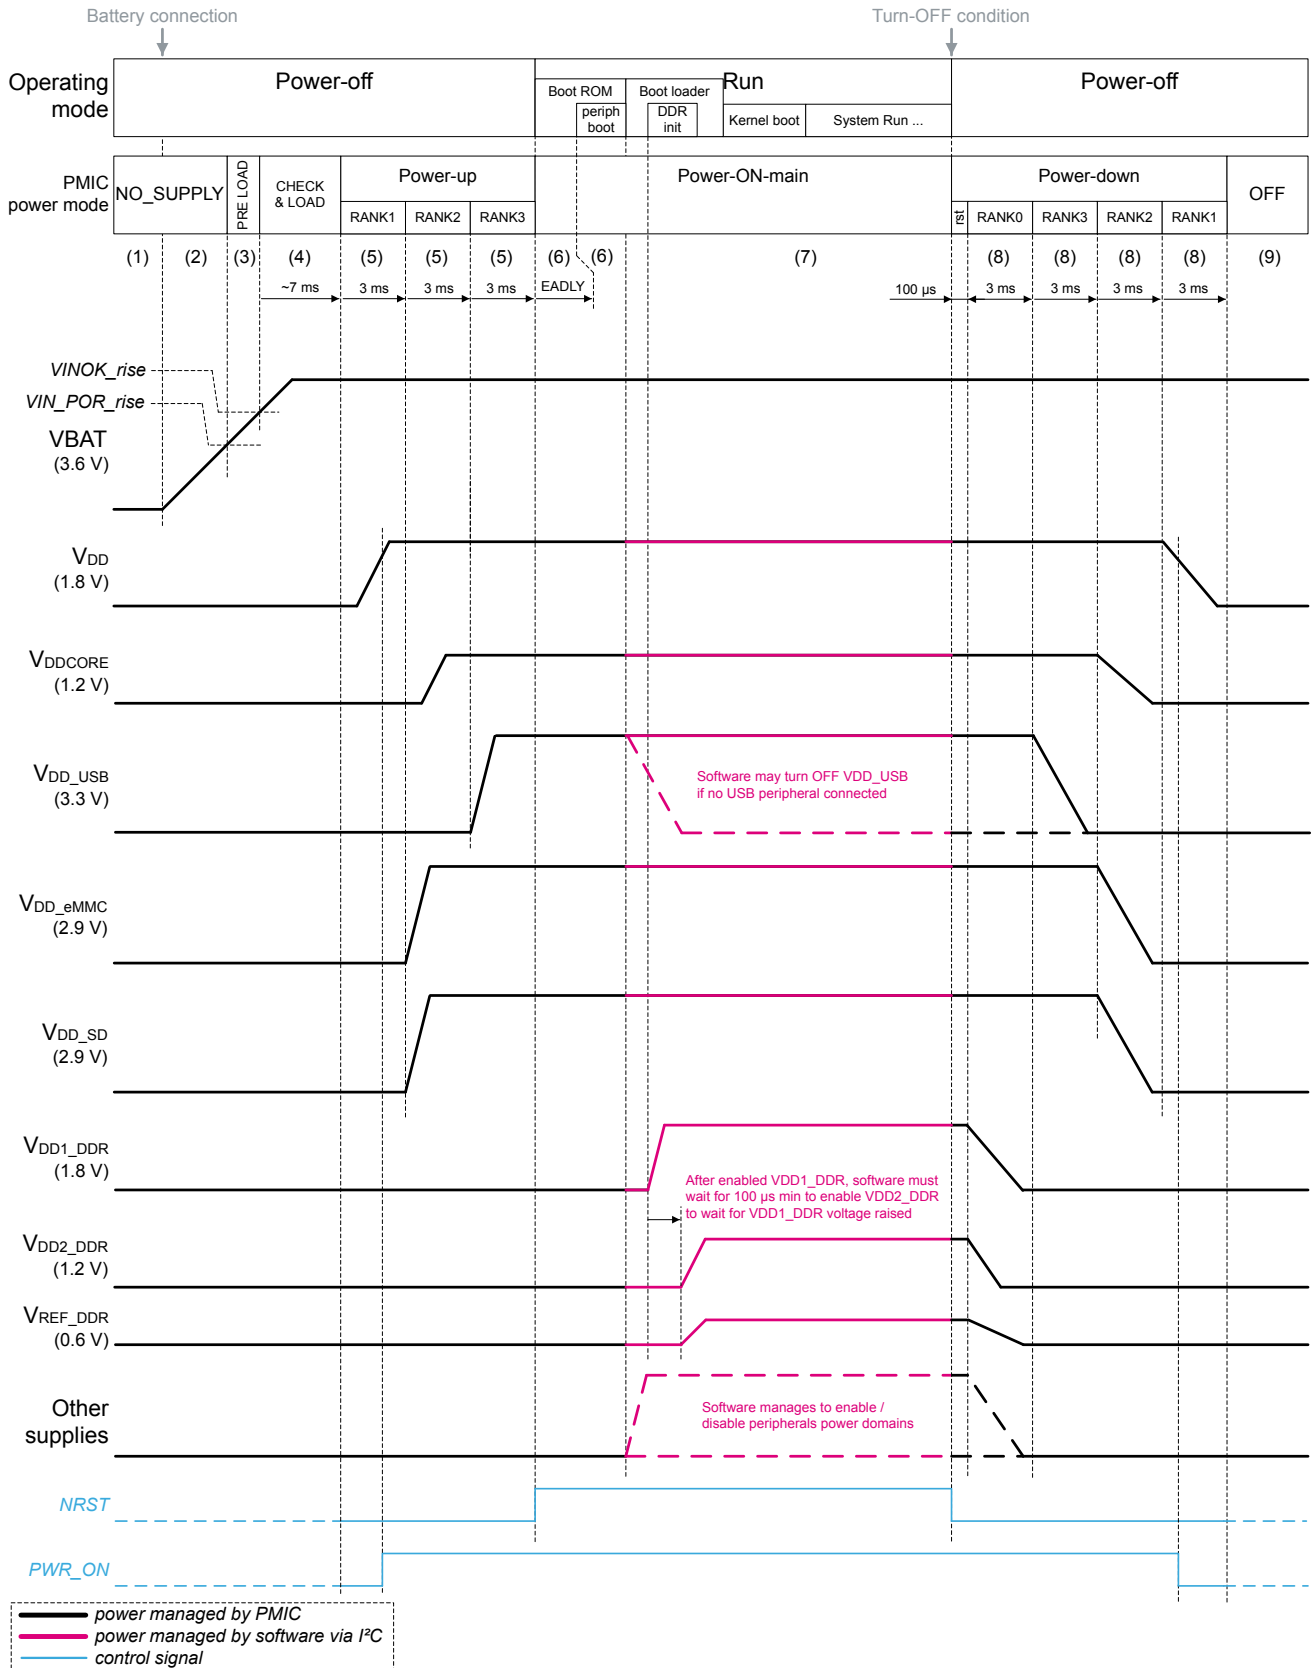 Battery connection
Turn-OFF condition
Operating mode
Power-off
Run
Power-off
Boot ROM
Boot loader
periph boot
DDR init
Kernel boot
System Run ...
PMIC power mode
NO_SUPPLY
PRE LOAD
CHECK & LOAD
Power-up
Power-ON-main
Power-down
OFF
RANK1
RANK2
RANK3
rst
RANK0
RANK3
RANK2
RANK1
(1)
(2)
(3)
(4)
(5)
(5)
(5)
(6)
(6)
(7)
(8)
(8)
(8)
(8)
(9)
~7 ms
3 ms
3 ms
3 ms
EADLY
100 µs
3 ms
3 ms
3 ms
3 ms
VINOK_rise
VIN_POR_rise
VBAT
(3.6 V)
VDD
(1.8 V)
VDDCORE
(1.2 V)
VDD_USB
(3.3 V)
Software may turn OFF VDD_USB
if no USB peripheral connected
VDD_eMMC
(2.9 V)
VDD_SD
(2.9 V)
VDD1_DDR
(1.8 V)
After enabled VDD1_DDR, software must
wait for 100 µs min to enable VDD2_DDR
to wait for VDD1_DDR voltage raised
VDD2_DDR
(1.2 V)
VREF_DDR
(0.6 V)
Other
supplies
Software manages to enable /
disable peripherals power domains
NRST
PWR_ON
power managed by PMIC
power managed by software via I²C
control signal